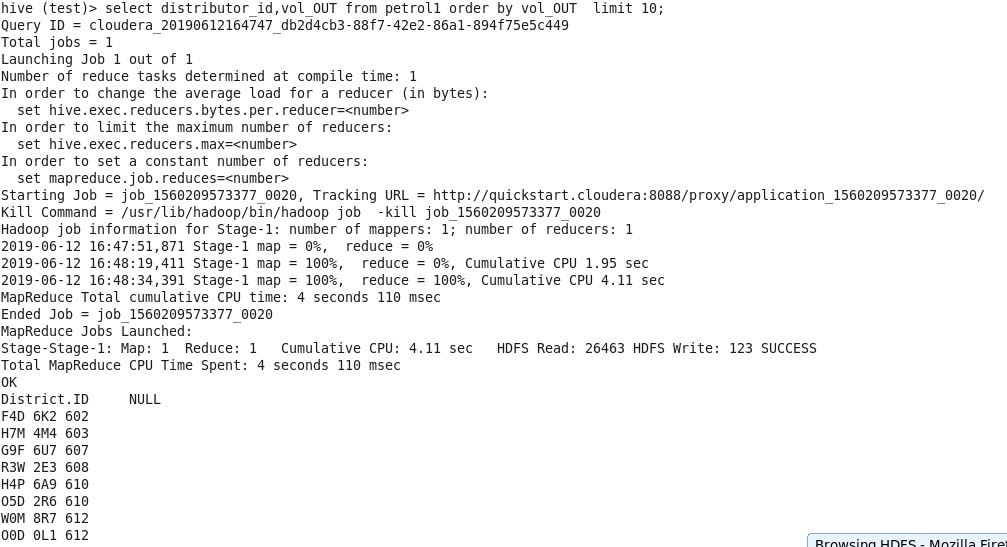 hive (test)> select distributor_id,vol_OUT from petrol1 order by vol_OUT  limit 10;
Query ID = cloudera_20190612164747_db2d4cb3-88f7-42e2-86a1-894f75e5c449
Total jobs = 1
Launching Job 1 out of 1
Number of reduce tasks determined at compile time: 1
In order to change the average load for a reducer (in bytes):
  set hive.exec.reducers.bytes.per.reducer=<number>
In order to limit the maximum number of reducers:
  set hive.exec.reducers.max=<number>
In order to set a constant number of reducers:
  set mapreduce.job.reduces=<number>
Starting Job = job_1560209573377_0020, Tracking URL = http://quickstart.cloudera:8088/proxy/application_1560209573377_0020/
Kill Command = /usr/lib/hadoop/bin/hadoop job  -kill job_1560209573377_0020
Hadoop job information for Stage-1: number of mappers: 1; number of reducers: 1
2019-06-12 16:47:51,871 Stage-1 map = 0%,  reduce = 0%
2019-06-12 16:48:19,411 Stage-1 map = 100%,  reduce = 0%, Cumulative CPU 1.95 sec
2019-06-12 16:48:34,391 Stage-1 map = 100%,  reduce = 100%, Cumulative CPU 4.11 sec
MapReduce Total cumulative CPU time: 4 seconds 110 msec
Ended Job = job_1560209573377_0020
MapReduce Jobs Launched:
Stage-Stage-1: Map: 1  Reduce: 1   Cumulative CPU: 4.11 sec   HDFS Read: 26463 HDFS Write: 123 SUCCESS
Total MapReduce CPU Time Spent: 4 seconds 110 msec
OK
District.ID     NULL
F4D 6K2 602
H7M 4M4 603
G9F 6U7 607
R3W 2E3 608
H4P 6A9 610
O5D 2R6 610
W0M 8R7 612
O0D 0L1 612
Browsing HDFS - Mozilla Firef